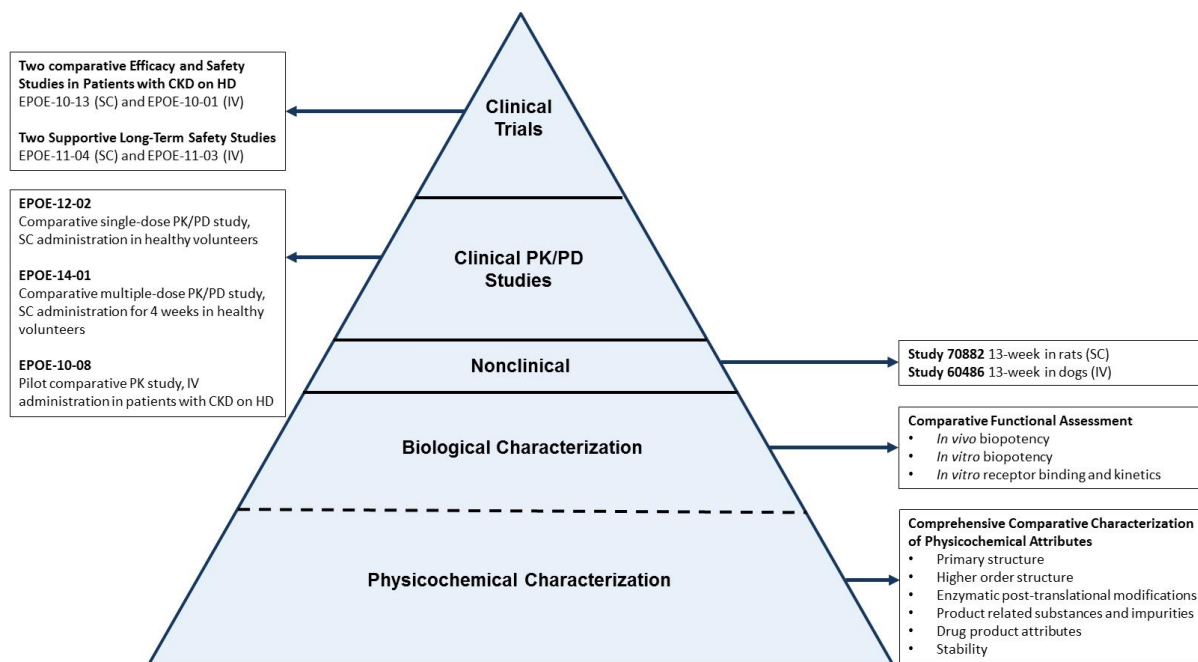 Two comparative Efficacy and Safety
Studies in Patients with CKD on HD
EPOE-10-13 (SC) and EPOE-10-01 (IV)
Two Supportive Long-Term Safety Studies
EPOE-11-04 (SC) and EPOE-11-03 (IV)
Clinical
Trials
EPOE-12-02
Comparative single-dose PK/PD study,
SC administration in healthy volunteers
EPOE-14-01
Comparative multiple-dose PK/PD study,
SC administration for 4 weeks in healthy
volunteers
EPOE-10-08
Pilot comparative PK study, IV
administration in patients with CKD on HD
Clinical PK/PD
Studies
Nonclinical
Study 70882 13-week in rats (SC)
Study 60486 13-week in dogs (IV)
Biological Characterization
Comparative Functional Assessment
• In vivo biopotency
• In vitro biopotency
• In vitro receptor binding and kinetics
Physicochemical Characterization
Comprehensive Comparative Characterization
of Physicochemical Attributes
• Primary structure
• Higher order structure
• Enzymatic post-translational modifications
• Product related substances and impurities
• Drug product attributes
• Stability